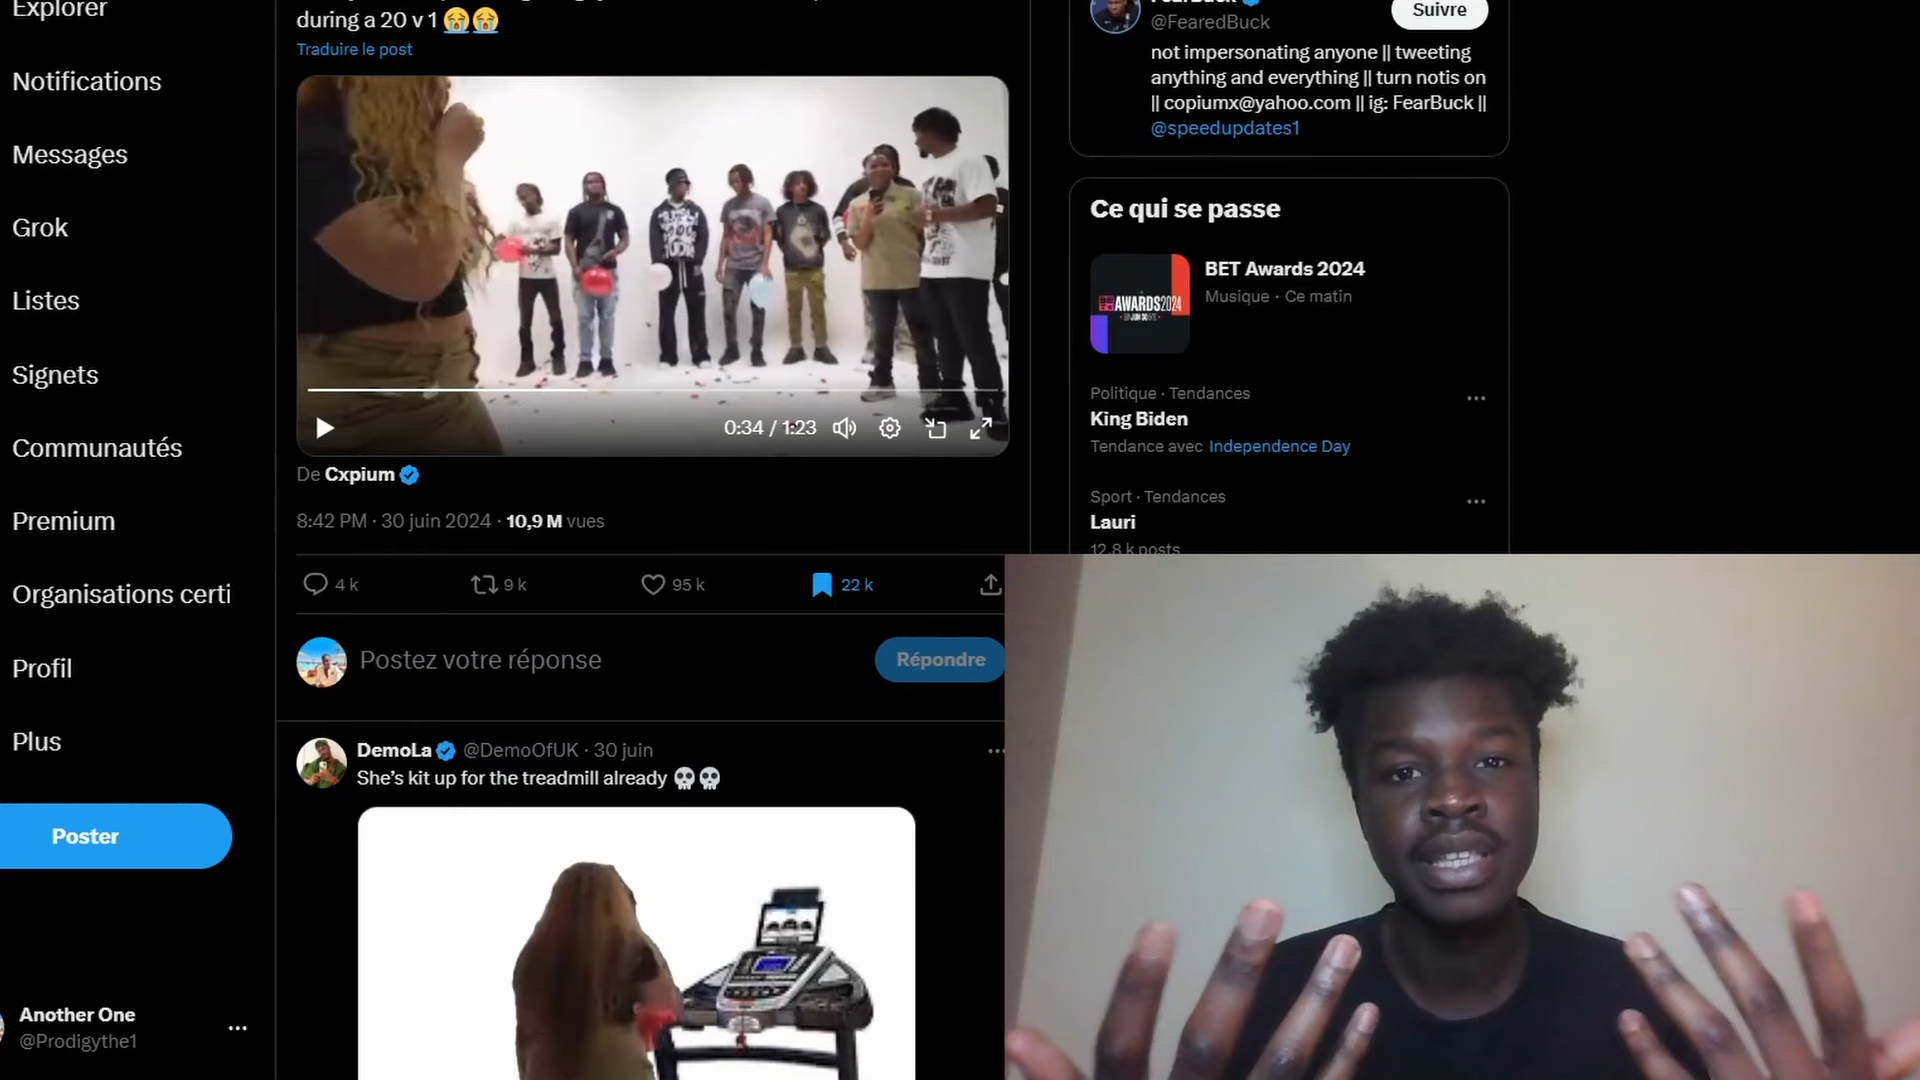 Explorer
Notifications
Messages
Grok
Listes
Signets
Communautés
Premium
Organisations certi
Profil
Plus
Poster
Another One
@Prodigythe1
during a 20 v 1 😭😭
Traduire le post
0:34 / 1:23
De Cxpium
8:42 PM · 30 juin 2024 · 10,9 M vues
4 k
9 k
95 k
22 k
Postez votre réponse
Répondre
DemoLa @DemoOfUK · 30 juin
She's kit up for the treadmill already 💀💀
@FearedBuck
Suivre
not impersonating anyone || tweeting
anything and everything || turn notis on
|| copiumx@yahoo.com || ig: FearBuck ||
@speedupdates1
Ce qui se passe
AWARDS2024
BET Awards 2024
Musique · Ce matin
Politique · Tendances
King Biden
Tendance avec Independence Day
Sport · Tendances
Lauri
12,8 k posts